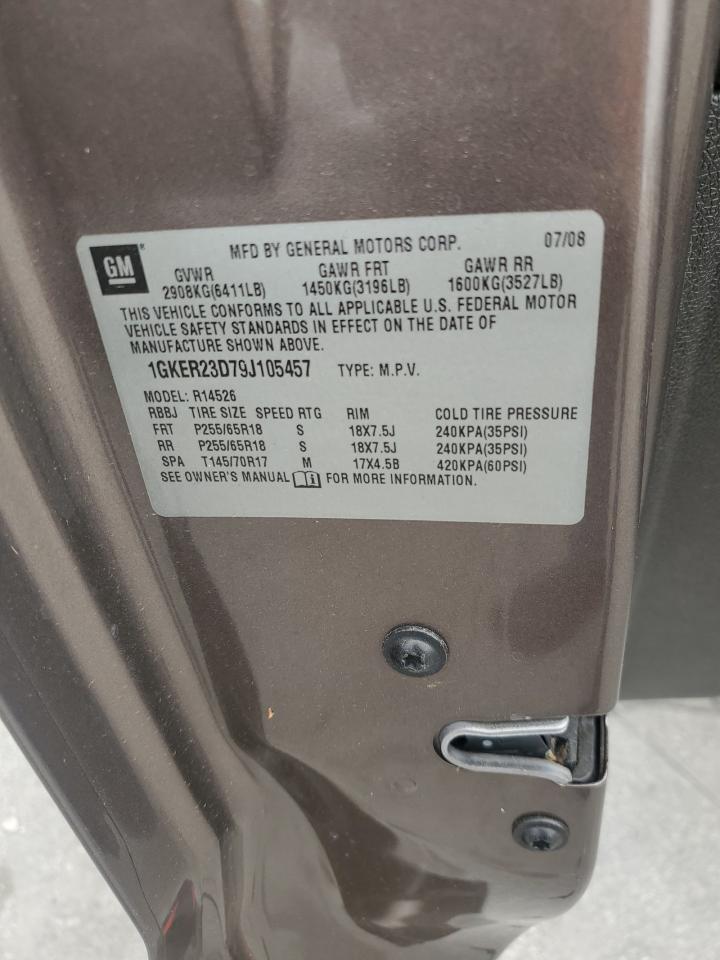 GM ® MFD BY GENERAL MOTORS CORP. 07/08
GVWR GAWR FRT GAWR RR
2908KG(6411LB) 1450KG(3196LB) 1600KG(3527LB)
THIS VEHICLE CONFORMS TO ALL APPLICABLE U.S. FEDERAL MOTOR
VEHICLE SAFETY STANDARDS IN EFFECT ON THE DATE OF
MANUFACTURE SHOWN ABOVE.
1GKER23D79J105457 TYPE: M.P.V.
MODEL: R14526
RBBJ TIRE SIZE SPEED RTG RIM COLD TIRE PRESSURE
FRT P255/65R18 S 18X7.5J 240KPA(35PSI)
RR P255/65R18 S 18X7.5J 240KPA(35PSI)
SPA T145/70R17 M 17X4.5B 420KPA(60PSI)
SEE OWNER'S MANUAL FOR MORE INFORMATION.